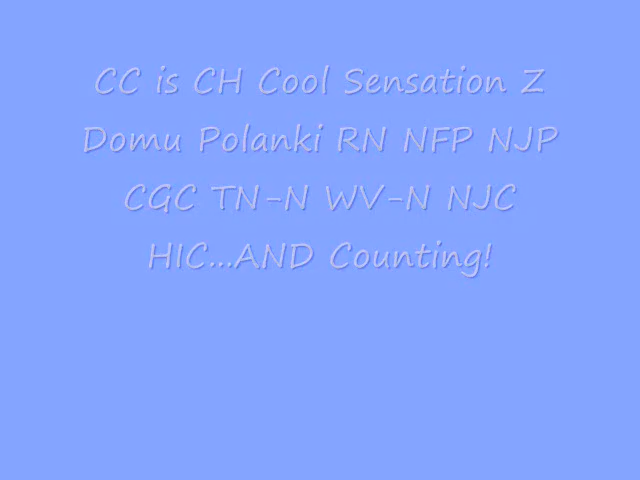 CC is CH Cool Sensation Z
Domu Polanki RN NFP NJP
CGC TN-N WV-N NJC
HIC...AND Counting!